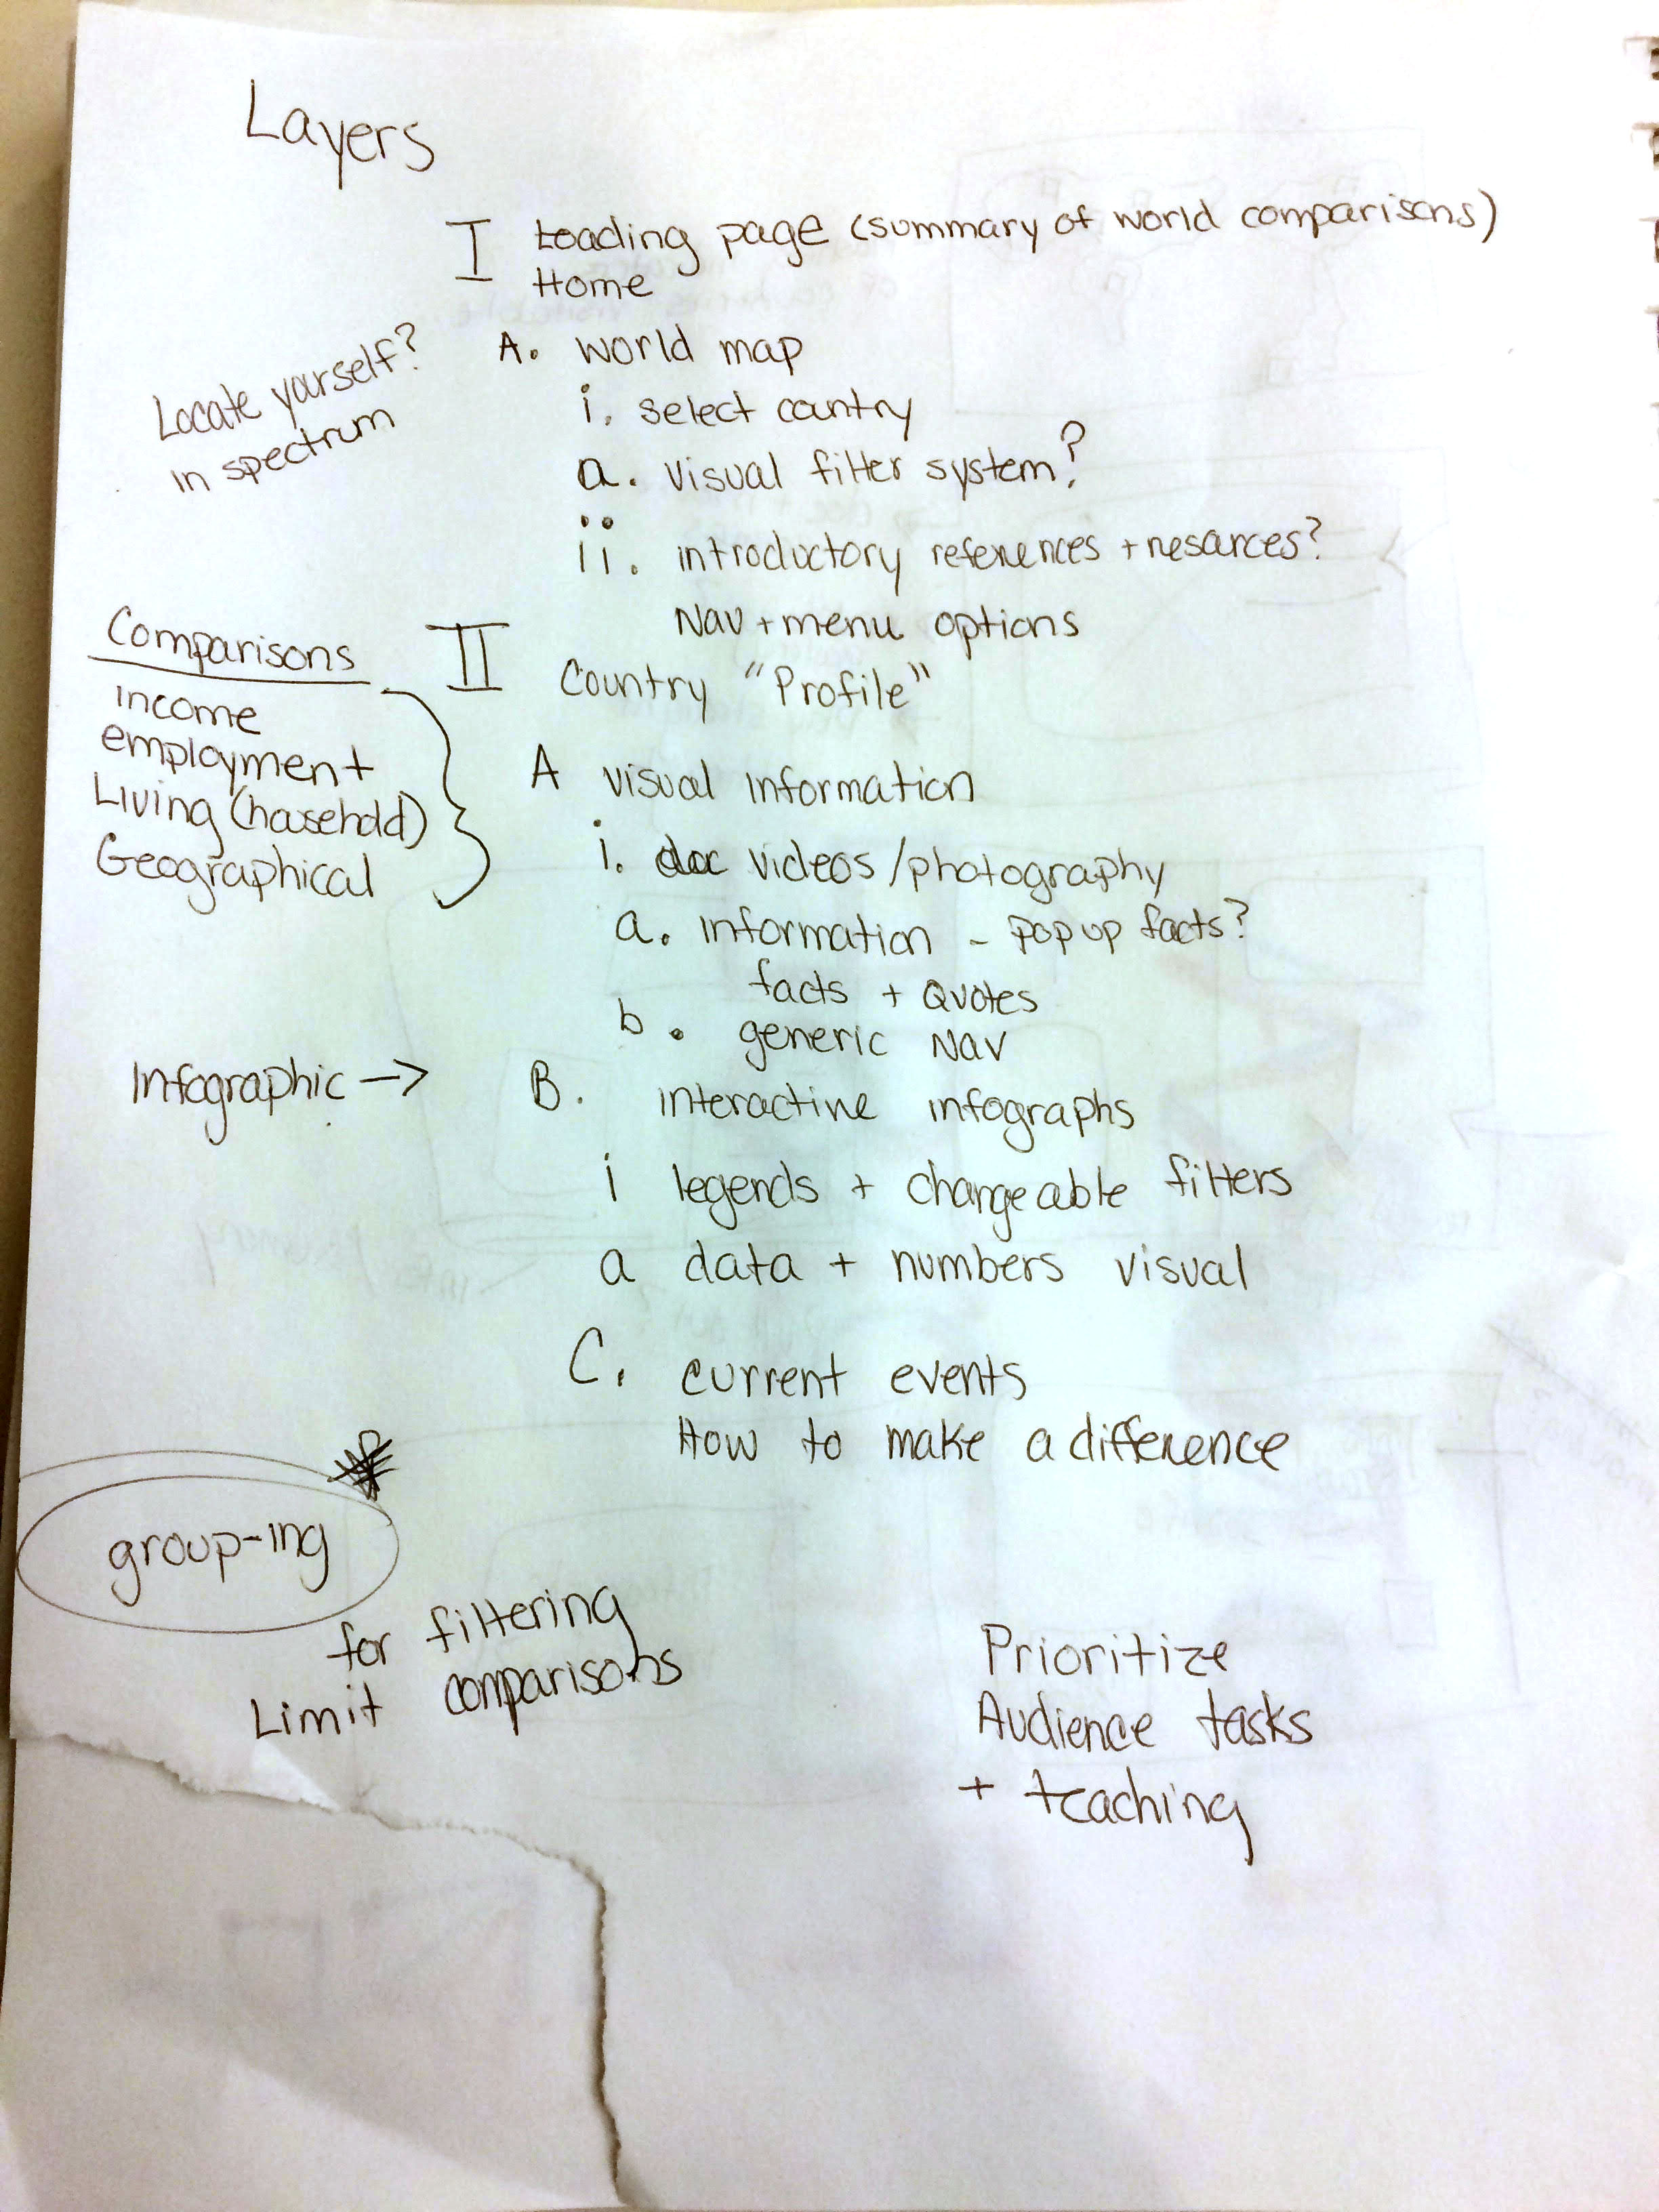 Layers
I Loading page (summary of world comparisons)
Home
Locate yourself?
in spectrum
A. world map
i. select country
a. visual filter system?
ii. introductory references + resources?
Nav + menu options
Comparisons
income
employment
Living (household)
Geographical
II Country "Profile"
A visual information
i. doc videos/photography
a. information - pop up facts?
facts + Quotes
b. generic Nav
Infographic →
B. interactive infographs
i legends + changeable filters
a data + numbers visual
C. current events
How to make a difference
group-ing
for filtering
Limit comparisons
Prioritize
Audience tasks
+ teaching